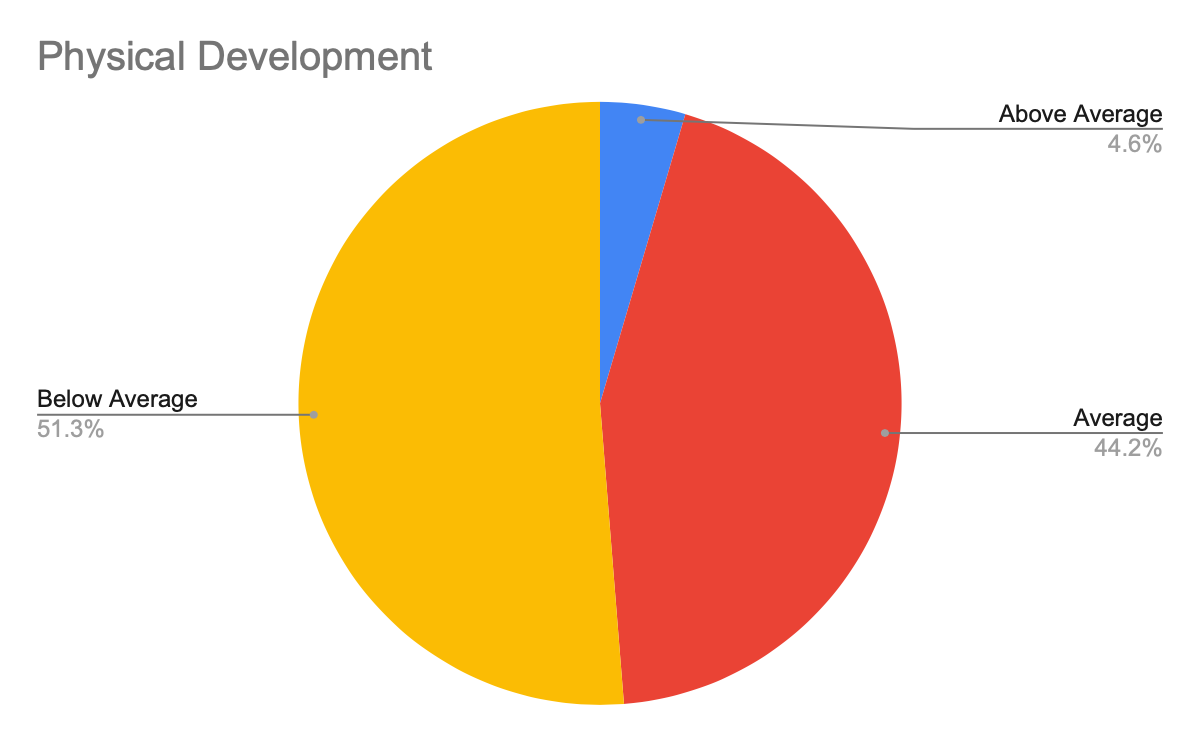 Physical Development
Above Average
4.6%
Below Average
51.3%
Average
44.2%